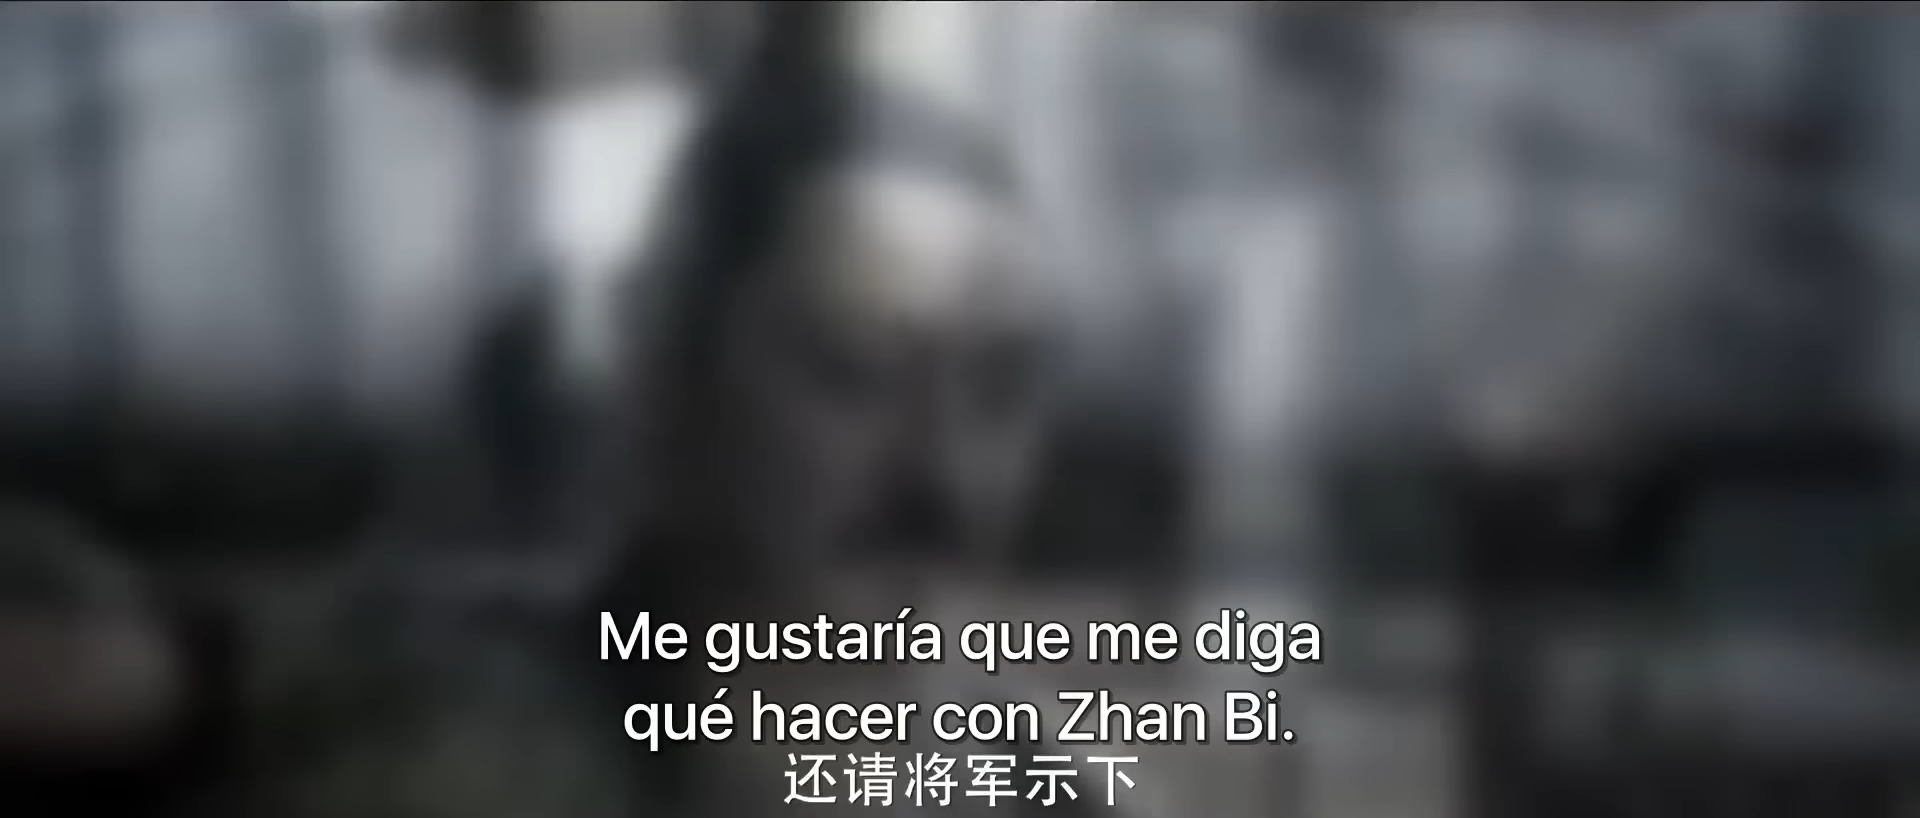 Me gustaría que me diga
qué hacer con Zhan Bi.
还请将军示下